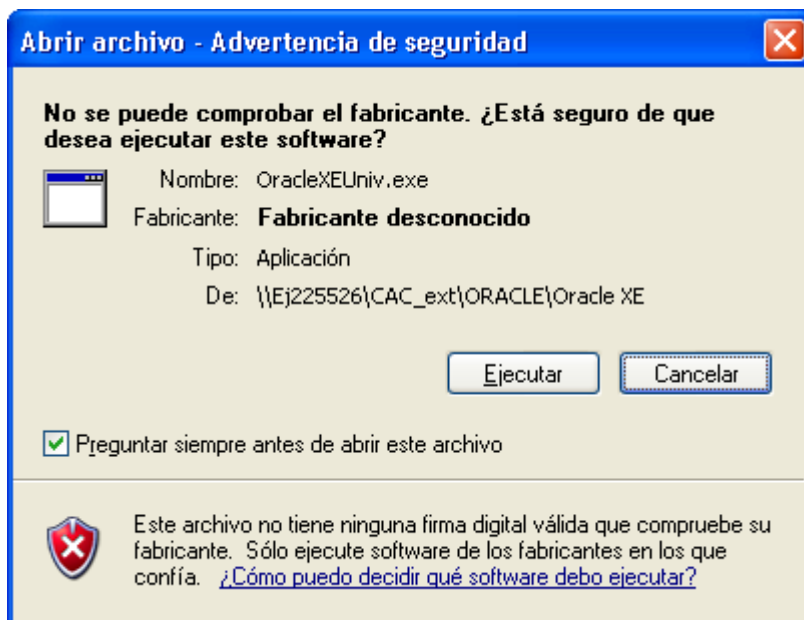 Abrir archivo - Advertencia de seguridad
No se puede comprobar el fabricante. ¿Está seguro de que
desea ejecutar este software?
Nombre: OracleXEUniv.exe
Fabricante: Fabricante desconocido
Tipo: Aplicación
De: \\Ej225526\CAC_ext\ORACLE\Oracle XE
Ejecutar Cancelar
Preguntar siempre antes de abrir este archivo
Este archivo no tiene ninguna firma digital válida que compruebe su
fabricante. Sólo ejecute software de los fabricantes en los que
confía. ¿Cómo puedo decidir qué software debo ejecutar?